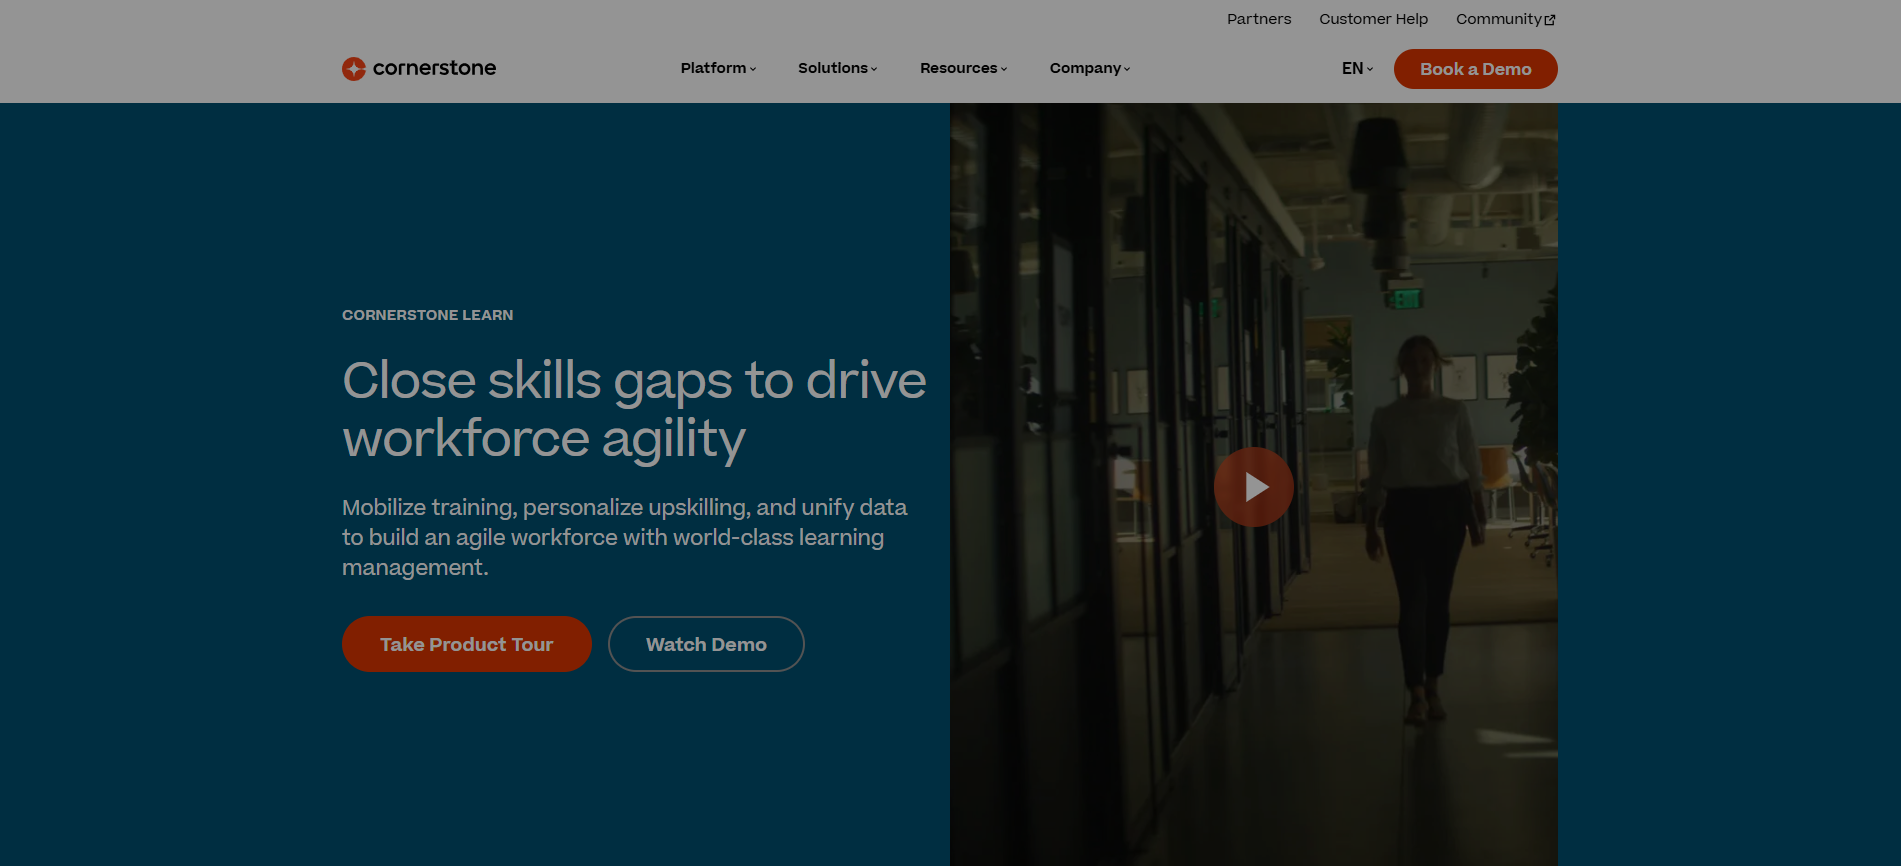 Partners Customer Help Community
cornerstone Platform Solutions Resources Company EN Book a Demo
CORNERSTONE LEARN
Close skills gaps to drive
workforce agility
Mobilize training, personalize upskilling, and unify data
to build an agile workforce with world-class learning
management.
Take Product Tour Watch Demo